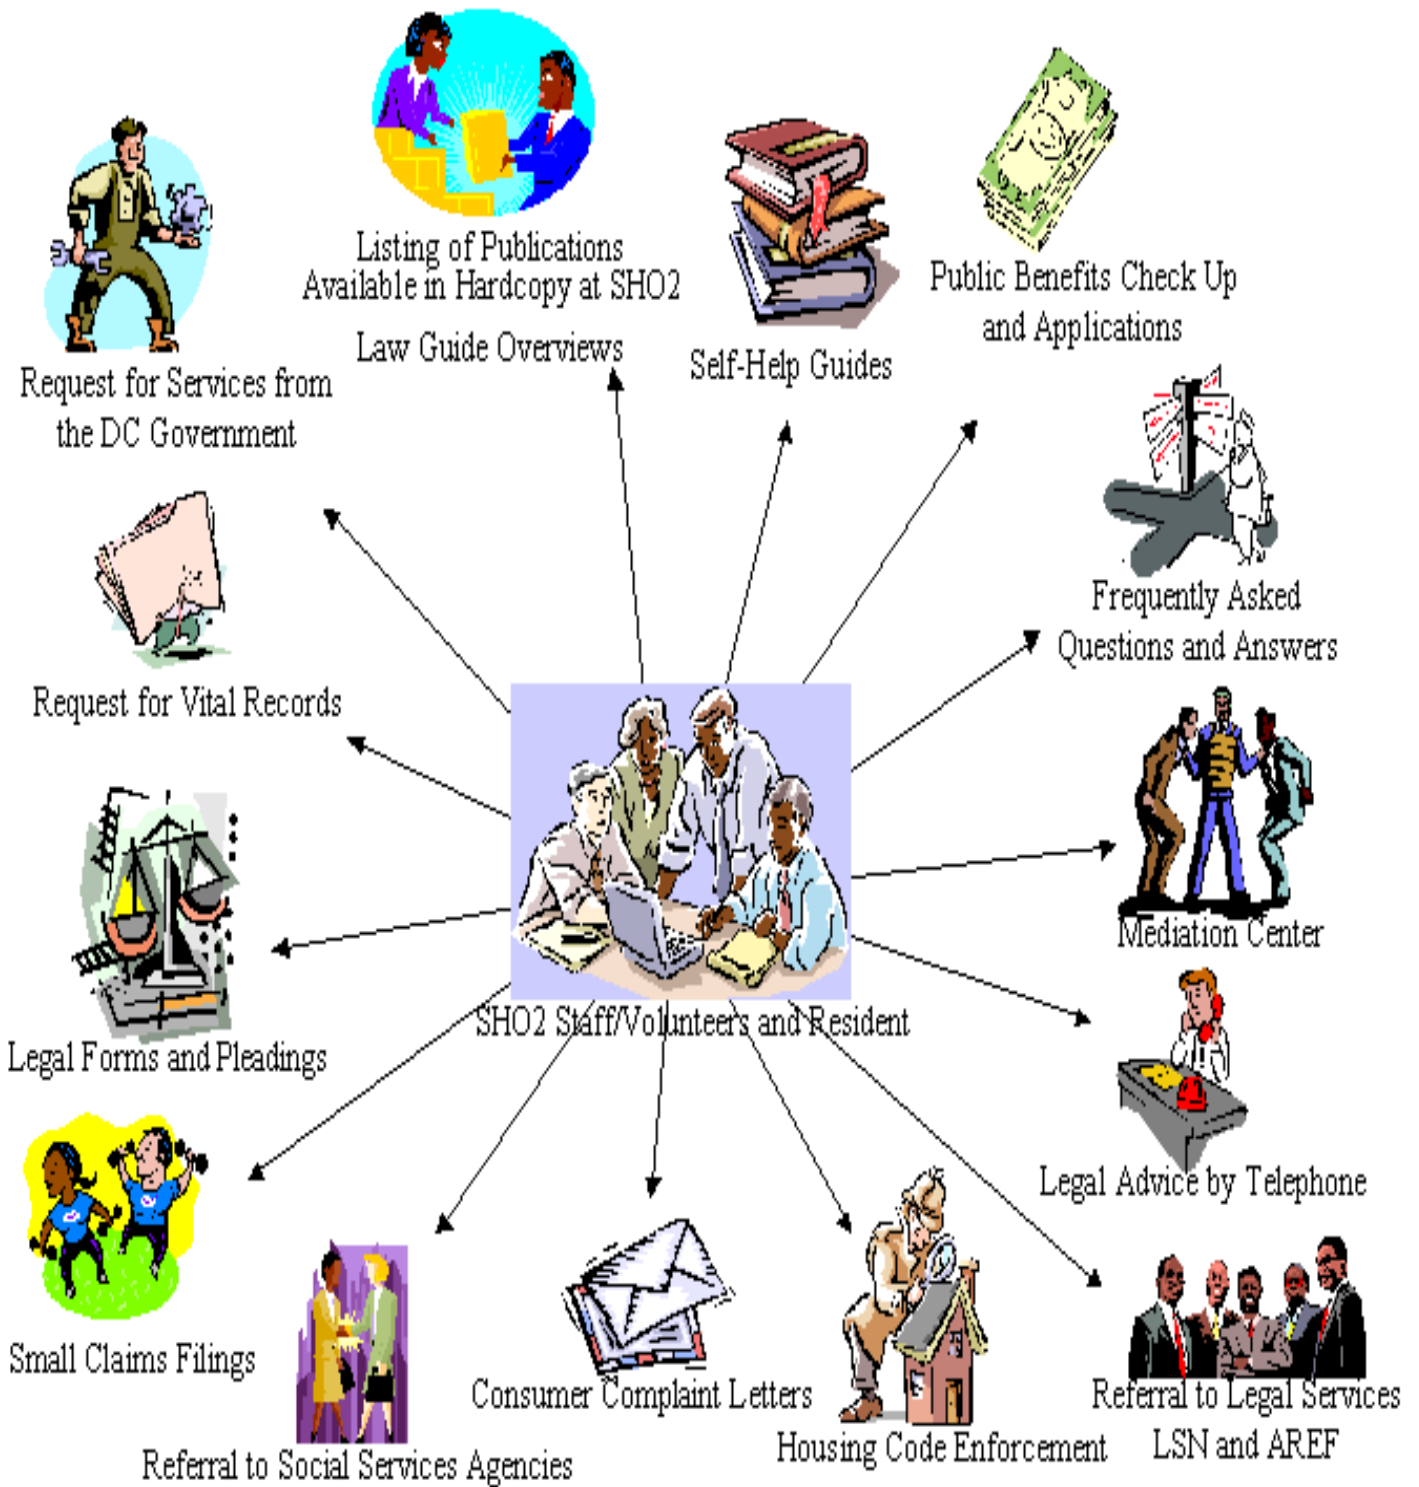 Listing of Publications
Available in Hardcopy at SHO2
Law Guide Overviews
Self-Help Guides
Public Benefits Check Up
and Applications
Request for Services from
the DC Government
Frequently Asked
Questions and Answers
Request for Vital Records
Mediation Center
SHO2 Staff/Volunteers and Resident
Legal Forms and Pleadings
Legal Advice by Telephone
Small Claims Filings
Consumer Complaint Letters
Referral to Legal Services
LSN and AREF
Housing Code Enforcement
Referral to Social Services Agencies